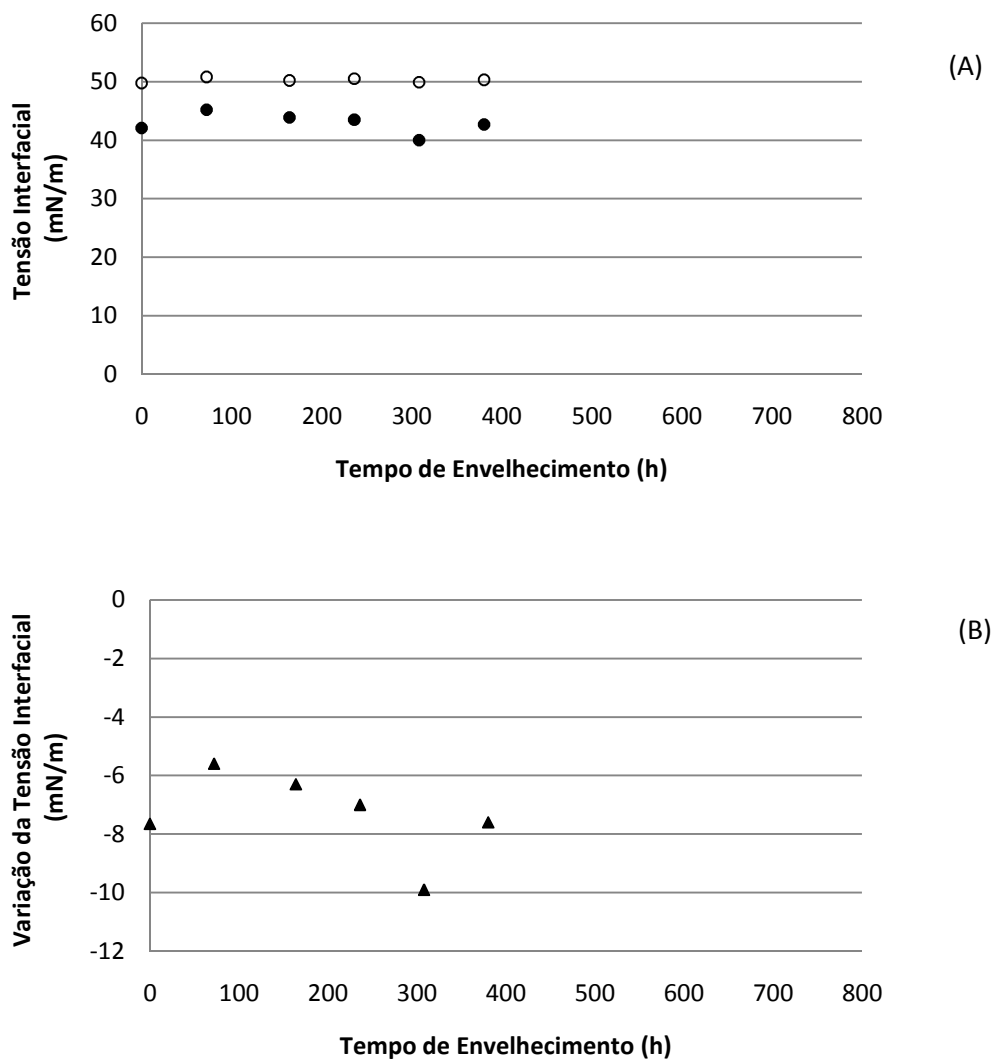 60
50
40
30
20
10
0
Tensão Interfacial
(mN/m)
(A)
0 100 200 300 400 500 600 700 800
Tempo de Envelhecimento (h)
0
-2
-4
-6
-8
-10
-12
Variação da Tensão Interfacial
(mN/m)
(B)
0 100 200 300 400 500 600 700 800
Tempo de Envelhecimento (h)